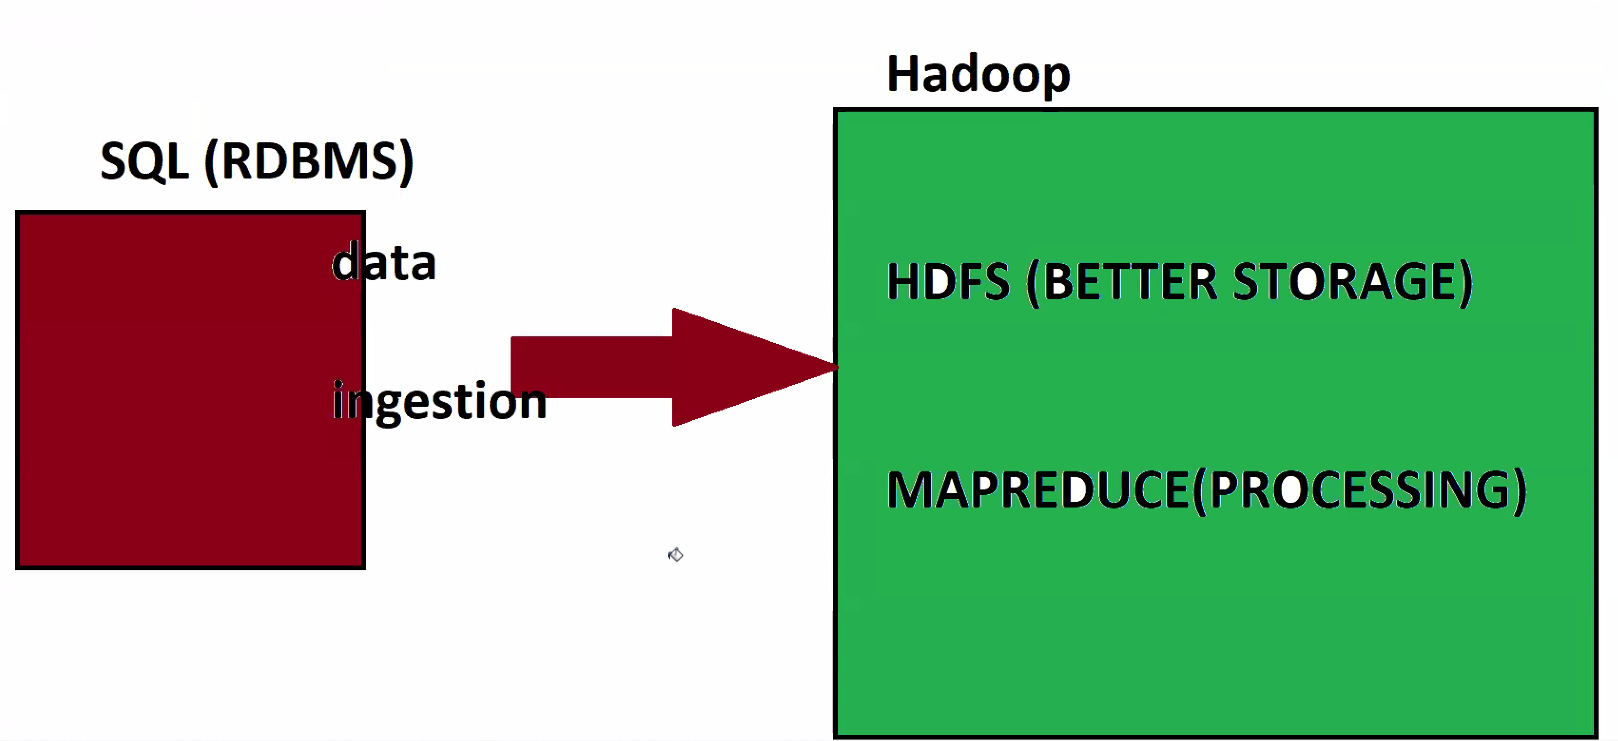 Hadoop
SQL (RDBMS)
data
ingestion
HDFS (BETTER STORAGE)
MAPREDUCE(PROCESSING)